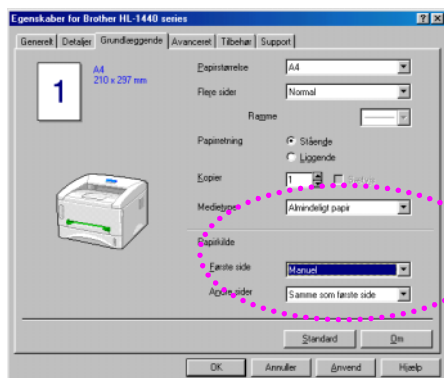 Egenskaber for Brother HL-1440 series
Generelt Detaljer Grundlæggende Avanceret Tilbehør Support
1
A4
210 x 297 mm
Papirstørrelse A4
Flere sider Normal
Ramme
Papirretning Stående
Liggende
Kopier 1
Medietype Almindeligt papir
Papirkilde
Første side Manuel
Andre sider Samme som første side
Standard Om
OK Annuller Anvend Hjælp